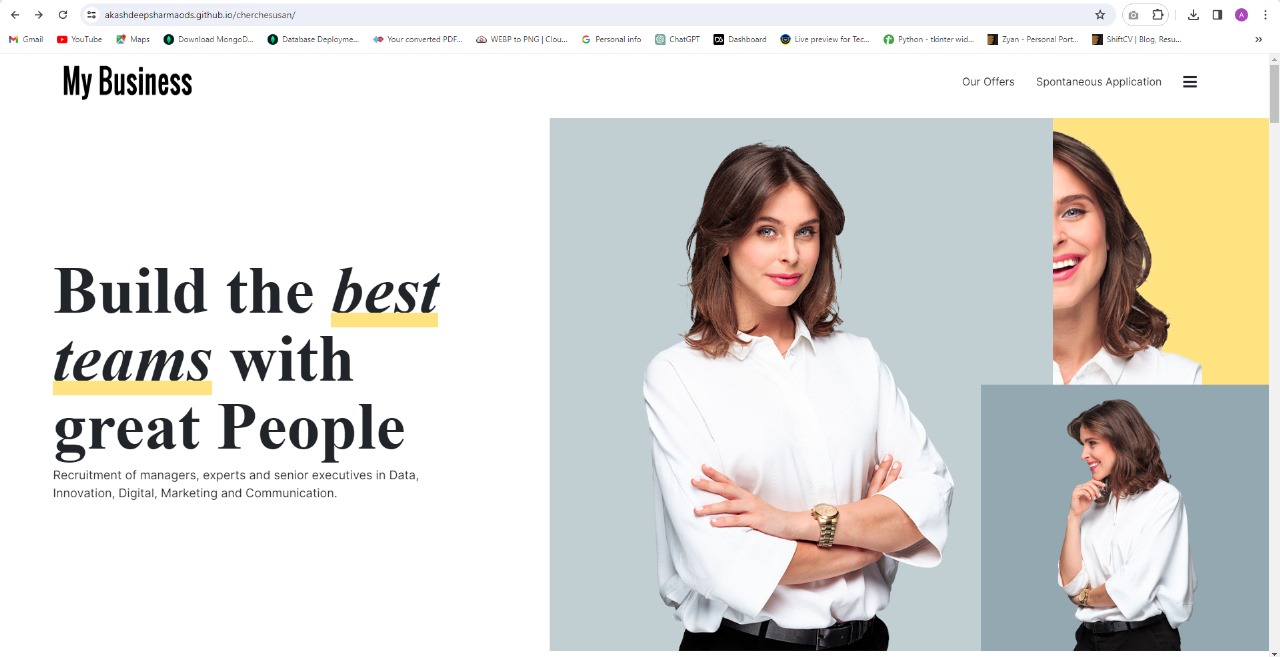 akashdeepsharmaods.github.io/cherchesusan/
A
Gmail
YouTube
Maps
Download MongoD...
Database Deployme...
Your converted PDF...
WEBP to PNG | Clou...
Personal info
ChatGPT
Dashboard
Live preview for Tec...
Python - tkinter wid...
Zyan - Personal Port...
ShiftCV | Blog, Resu...
»
My Business
Our Offers
Spontaneous Application
Build the best
teams with
great People
Recruitment of managers, experts and senior executives in Data,
Innovation, Digital, Marketing and Communication.